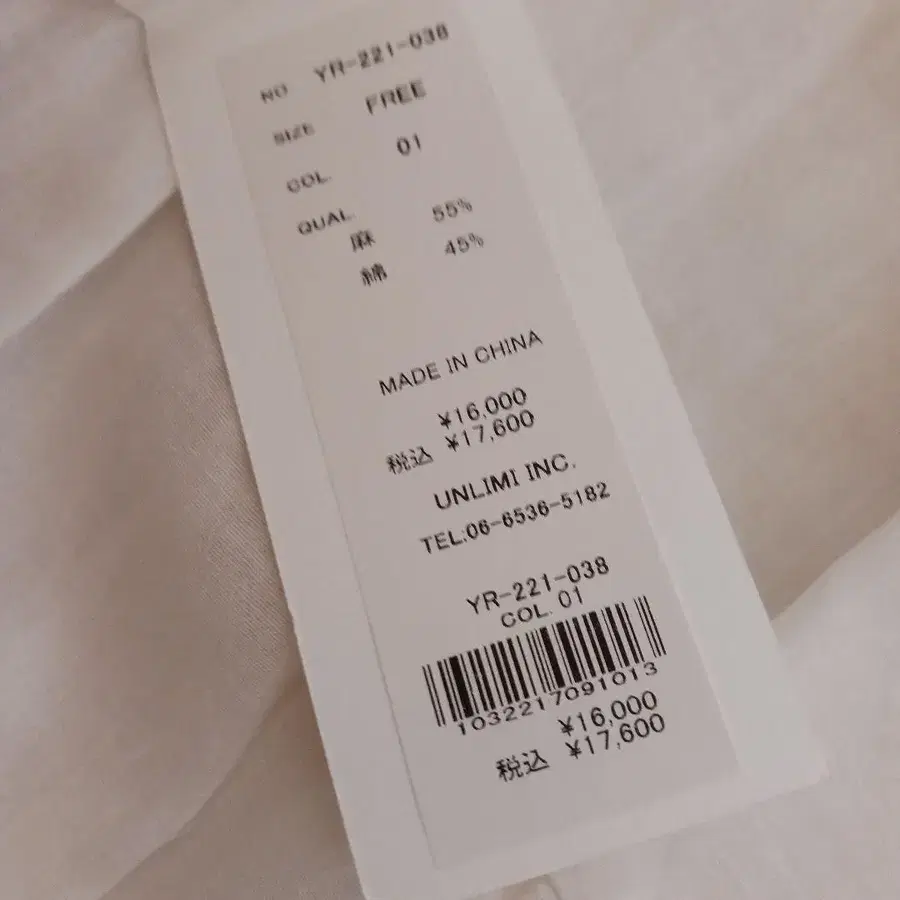 NO YR-221-038
SIZE FREE
COL. 01
QUAL.
麻 55%
綿 45%
MADE IN CHINA
¥16,000
税込 ¥17,600
UNLIMI INC.
TEL:06-6536-5182
YR-221-038
COL. 01
1032217091013
¥16,000
税込 ¥17,600